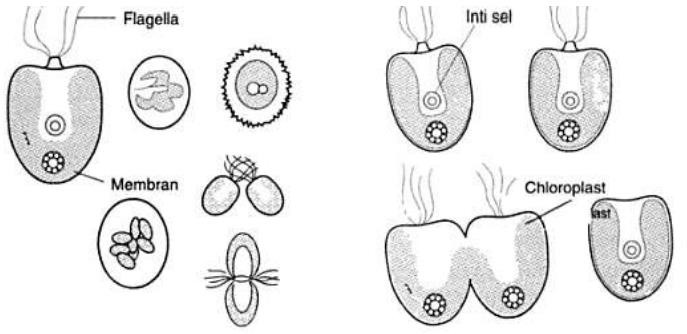 Flagella
Inti sel
Membran
Chloroplast
last